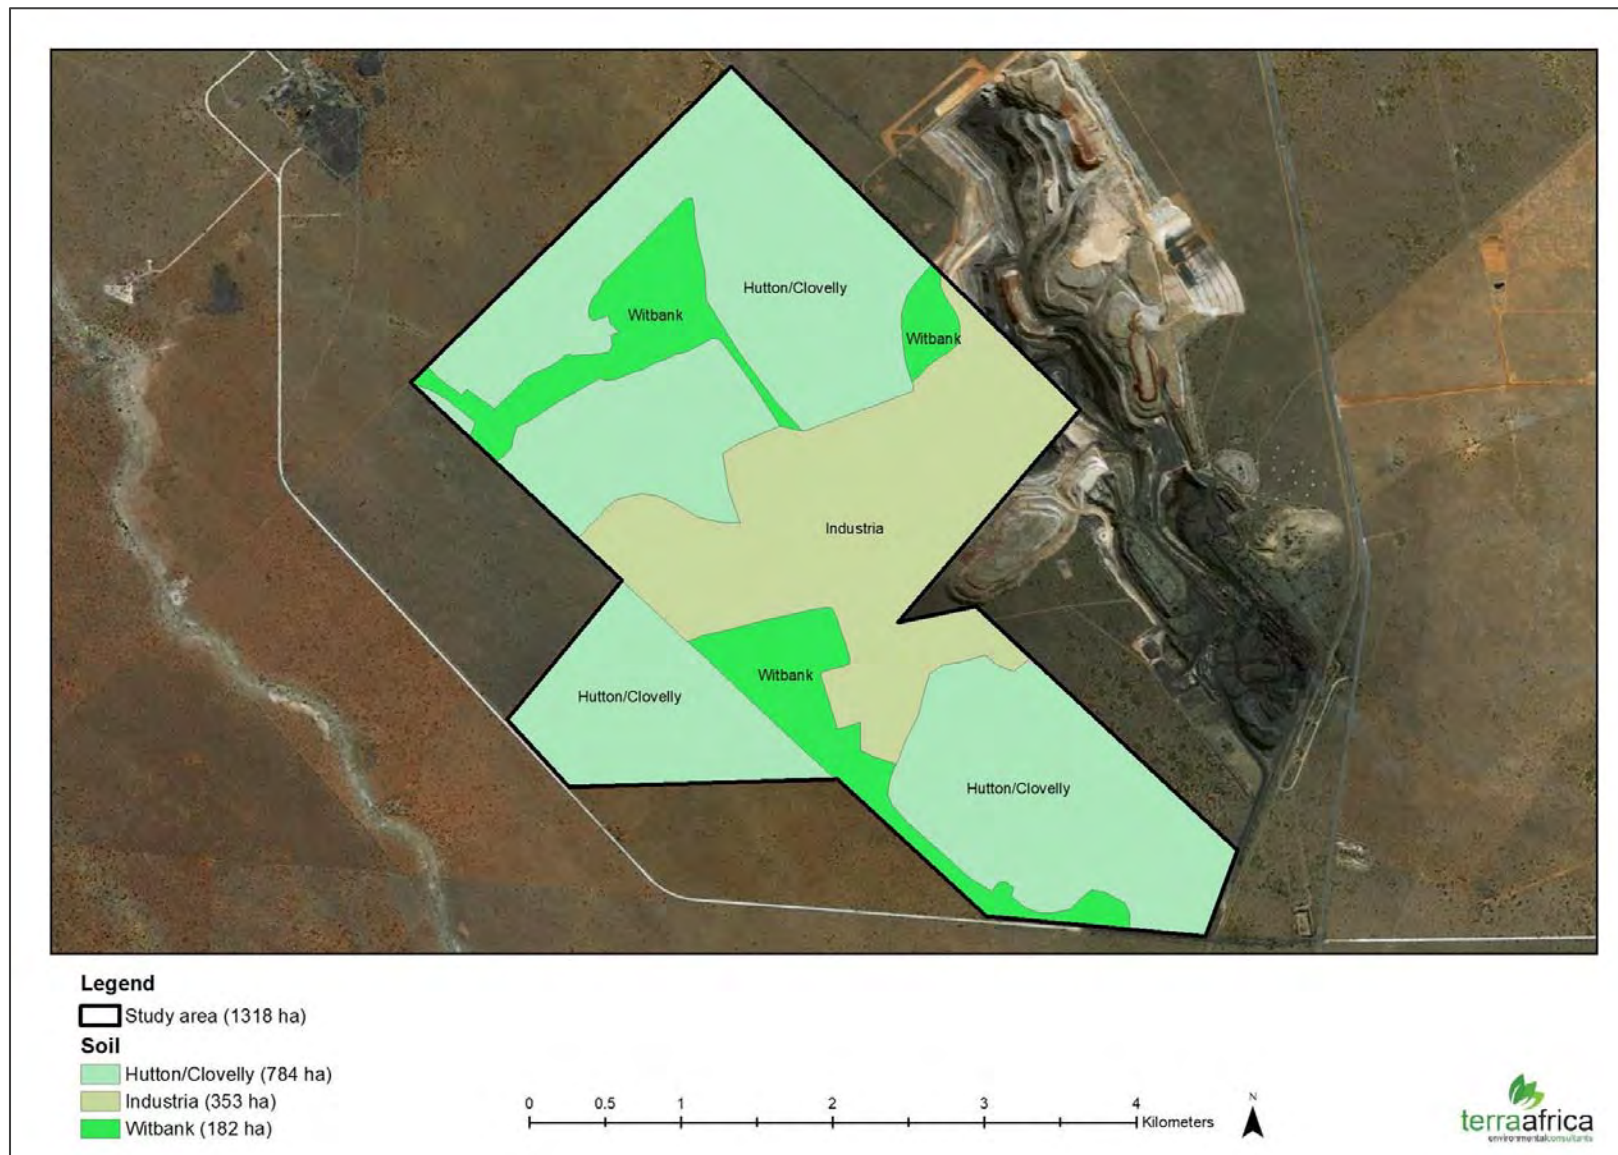 Hutton/Clovelly
Witbank
Witbank
Industria
Witbank
Hutton/Clovelly
Hutton/Clovelly
Legend
Study area (1318 ha)
Soil
Hutton/Clovelly (784 ha)
Industria (353 ha)
Witbank (182 ha)
0 0.5 1 2 3 4
Kilometers
N
terraafrica
environmentalconsultants